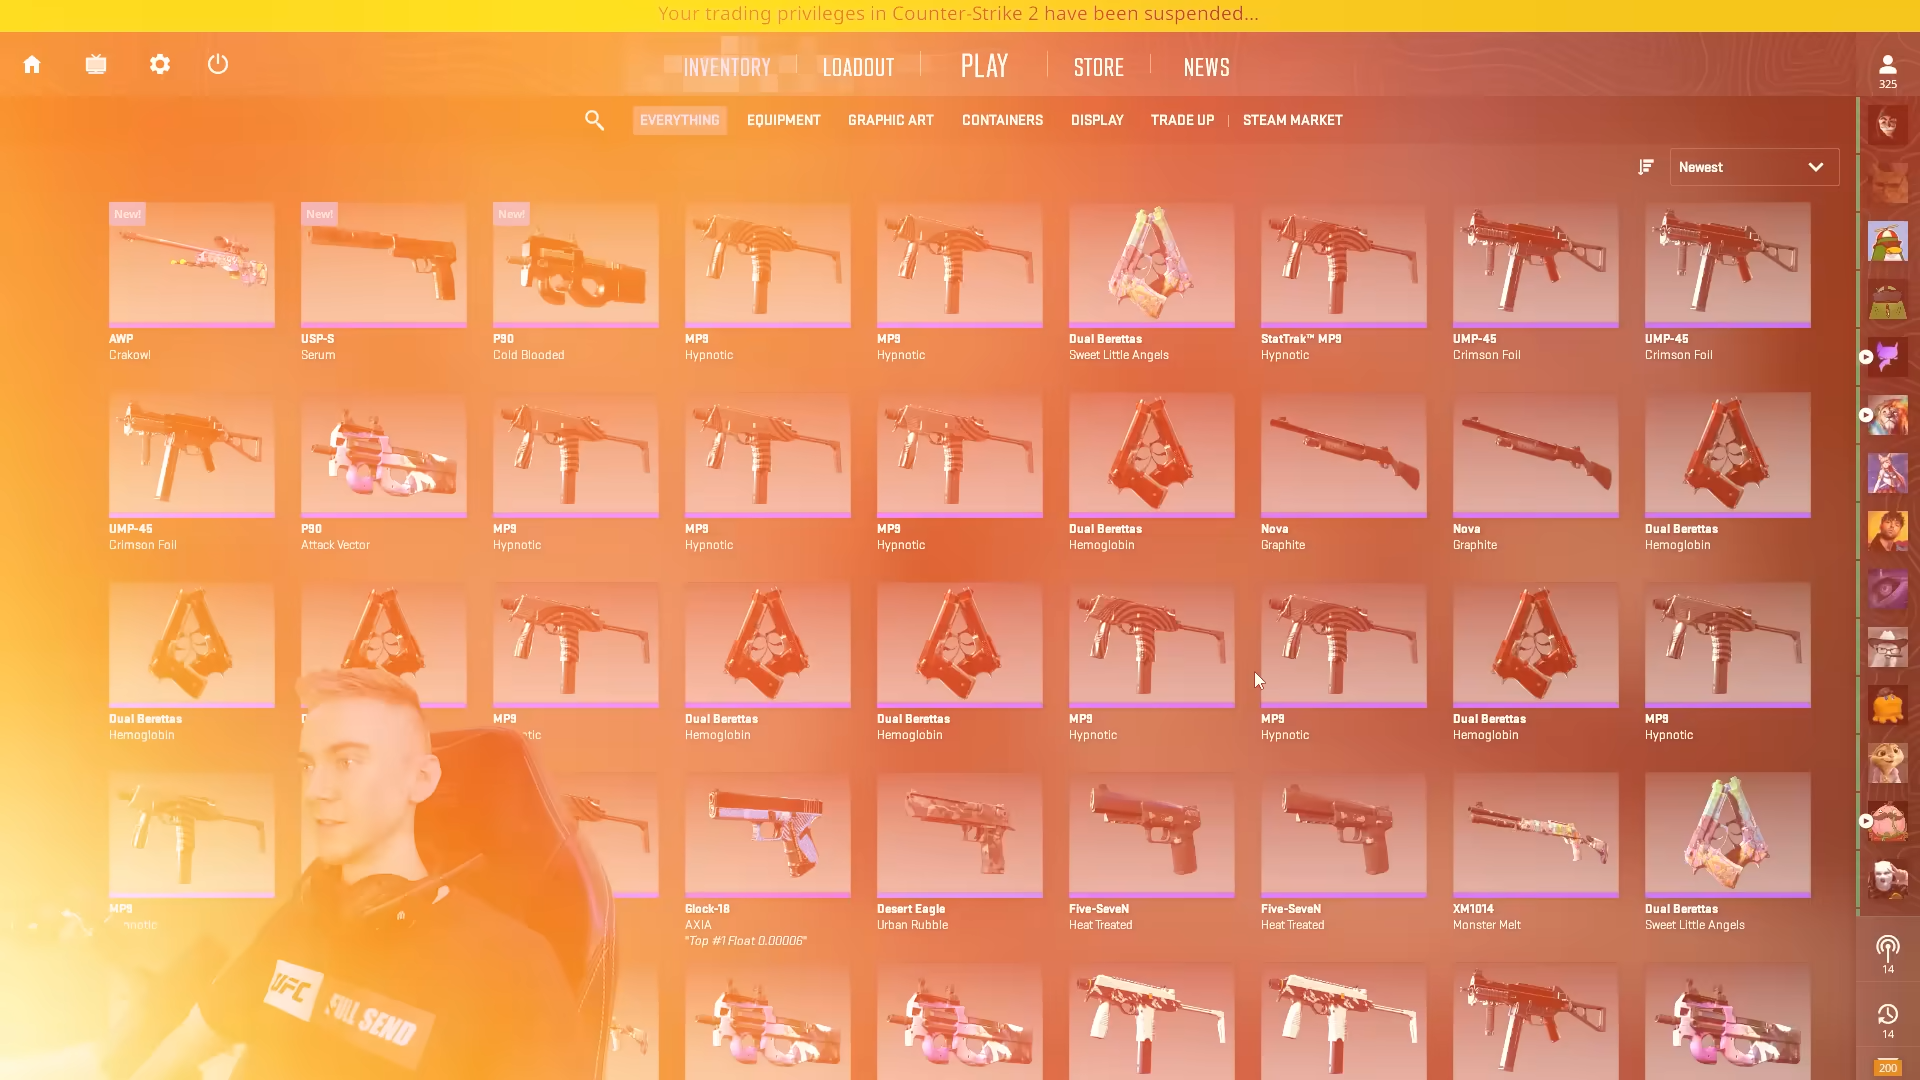 Your trading privileges in Counter-Strike 2 have been suspended...
INVENTORY
LOADOUT
PLAY
STORE
NEWS
325
EVERYTHING
EQUIPMENT
GRAPHIC ART
CONTAINERS
DISPLAY
TRADE UP
STEAM MARKET
Newest
New!
New!
New!
AWP
Crakow!
USP-S
Serum
P90
Cold Blooded
MP9
Hypnotic
MP9
Hypnotic
Dual Berettas
Sweet Little Angels
StatTrak™ MP9
Hypnotic
UMP-45
Crimson Foil
UMP-45
Crimson Foil
UMP-45
Crimson Foil
P90
Attack Vector
MP9
Hypnotic
MP9
Hypnotic
MP9
Hypnotic
Dual Berettas
Hemoglobin
Nova
Graphite
Nova
Graphite
Dual Berettas
Hemoglobin
Dual Berettas
Hemoglobin
MP9
Dual Berettas
Hemoglobin
Dual Berettas
Hemoglobin
MP9
Hypnotic
MP9
Hypnotic
Dual Berettas
Hemoglobin
MP9
Hypnotic
MP9
Glock-18
AXIA
"Top #1 Float 0.00006"
Desert Eagle
Urban Rubble
Five-SeveN
Heat Treated
Five-SeveN
Heat Treated
XM1014
Monster Melt
Dual Berettas
Sweet Little Angels
UFC
FULL SEND
14
14
200